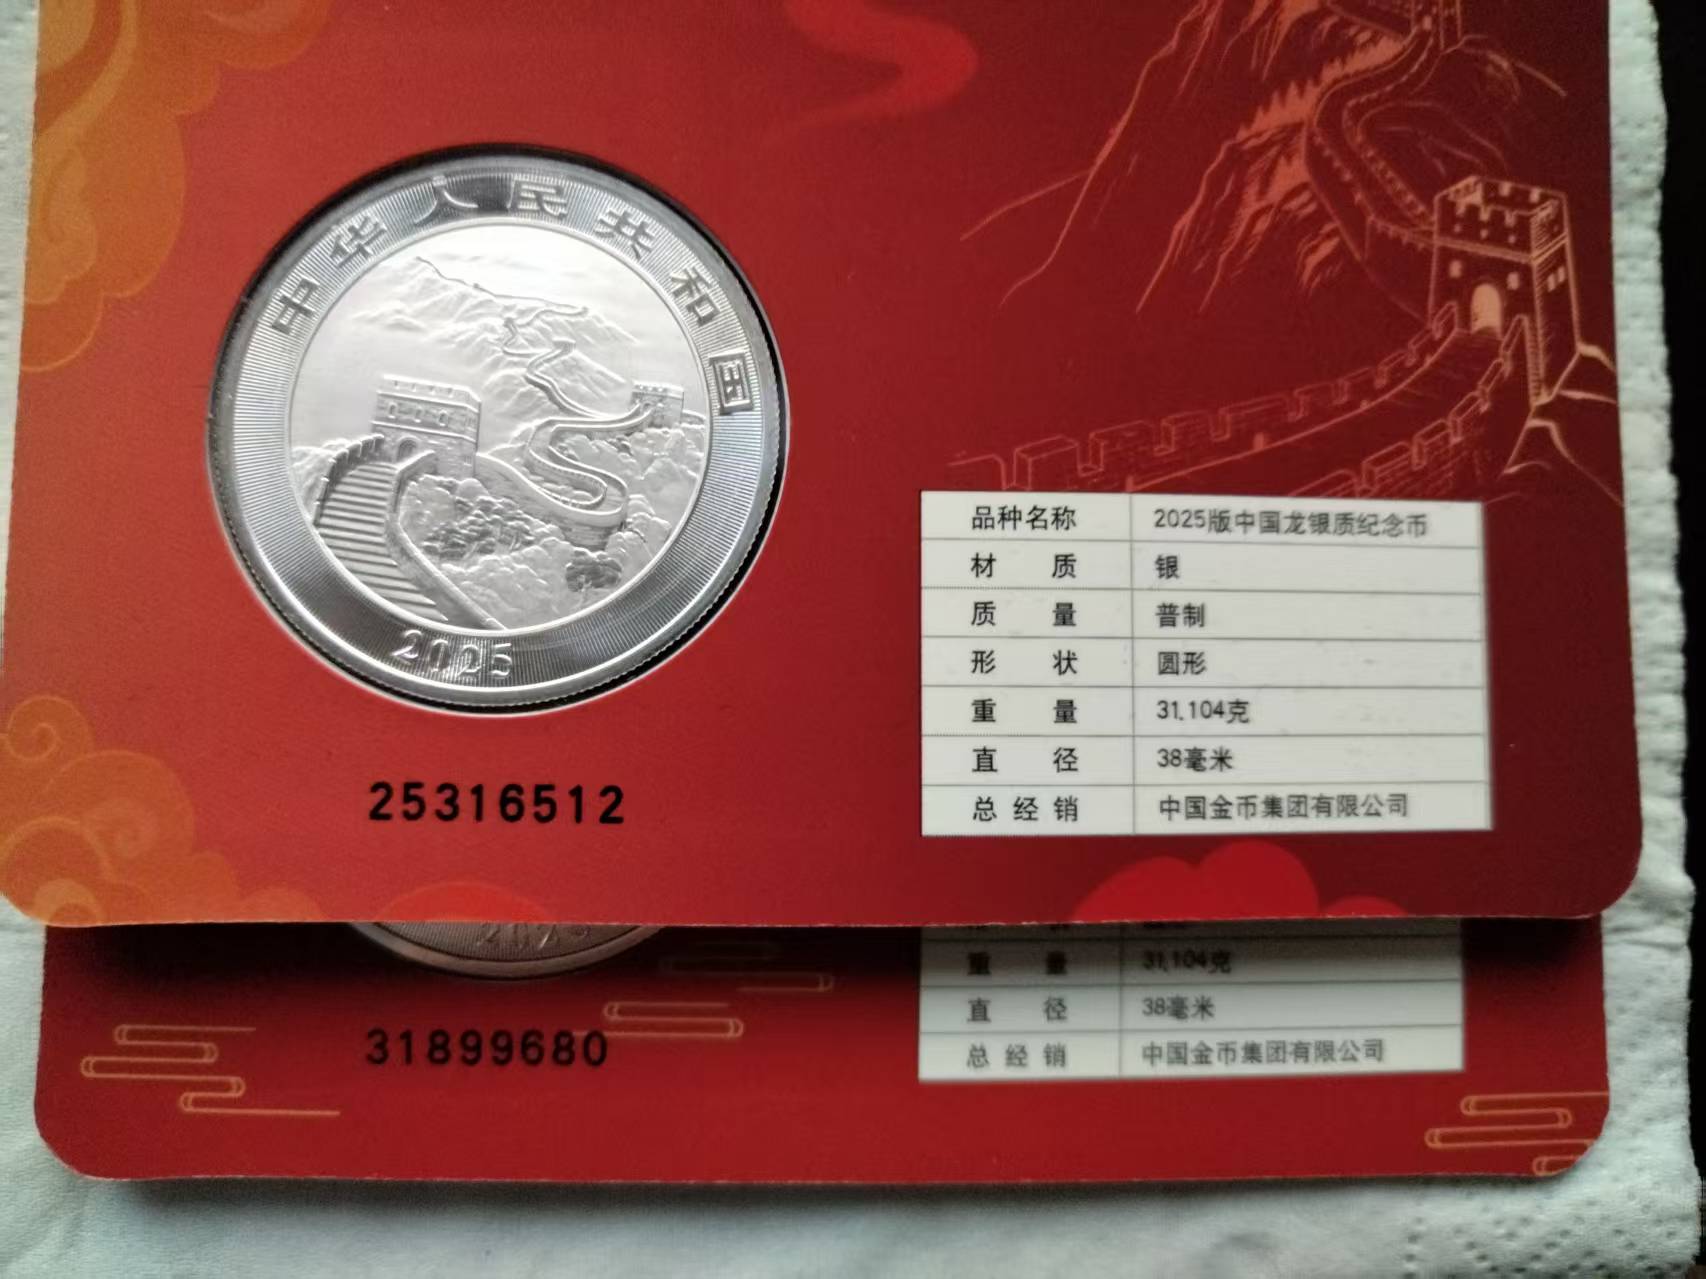 中华人民共和国
2025
25316512
品种名称 2025版中国龙银质纪念币
材质 银
质量 普制
形状 圆形
重量 31.104克
直径 38毫米
总经销 中国金币集团有限公司
重量 31.104克
直径 38毫米
总经销 中国金币集团有限公司
31899680